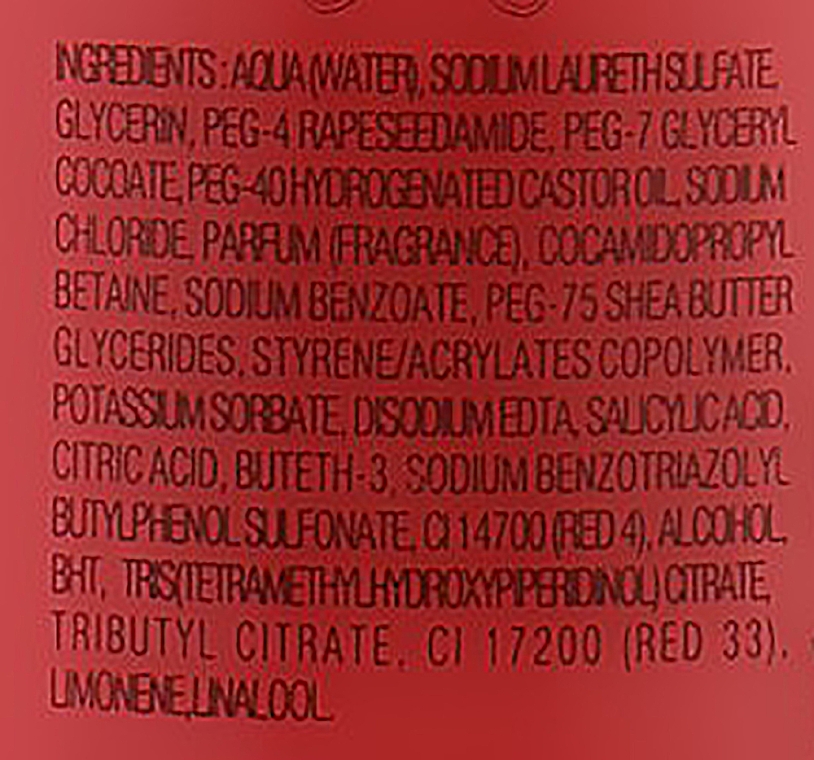 INGREDIENTS : AQUA (WATER), SODIUM LAURETH SULFATE,
GLYCERIN, PEG-4 RAPESEEDAMIDE, PEG-7 GLYCERYL
COCOATE, PEG-40 HYDROGENATED CASTOR OIL, SODIUM
CHLORIDE, PARFUM (FRAGRANCE), COCAMIDOPROPYL
BETAINE, SODIUM BENZOATE, PEG-75 SHEA BUTTER
GLYCERIDES, STYRENE/ACRYLATES COPOLYMER,
POTASSIUM SORBATE, DISODIUM EDTA, SALICYLIC ACID,
CITRIC ACID, BUTETH-3, SODIUM BENZOTRIAZOLYL
BUTYLPHENOL SULFONATE, CI 14700 (RED 4), ALCOHOL,
BHT, TRIS(TETRAMETHYLHYDROXYPIPERIDINOL) CITRATE,
TRIBUTYL CITRATE, CI 17200 (RED 33),
LIMONENE, LINALOOL.